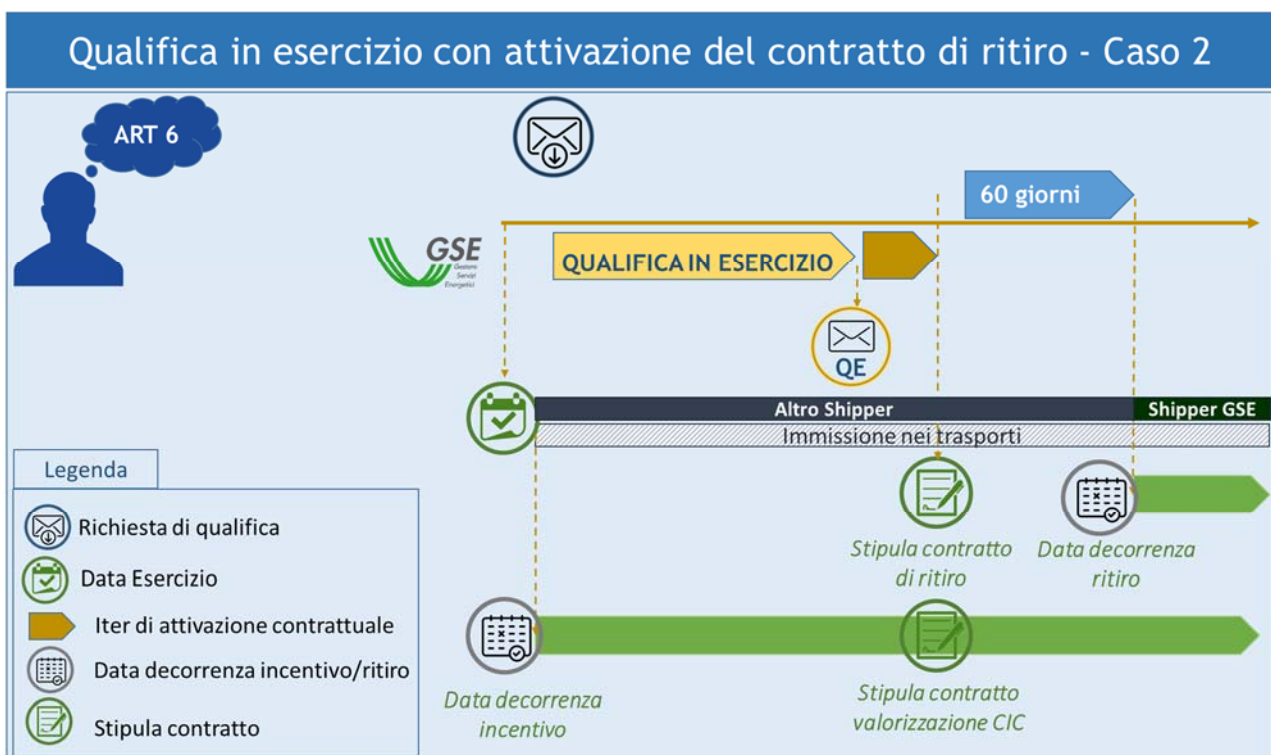 Qualifica in esercizio con attivazione del contratto di ritiro - Caso 2
ART 6
60 giorni
GSE
Gestore
Servizi
Energetici
QUALIFICA IN ESERCIZIO
QE
Altro Shipper
Shipper GSE
Immissione nei trasporti
Stipula contratto
di ritiro
Data decorrenza
ritiro
Data decorrenza
incentivo
Stipula contratto
valorizzazione CIC
Legenda
Richiesta di qualifica
Data Esercizio
Iter di attivazione contrattuale
Data decorrenza incentivo/ritiro
Stipula contratto